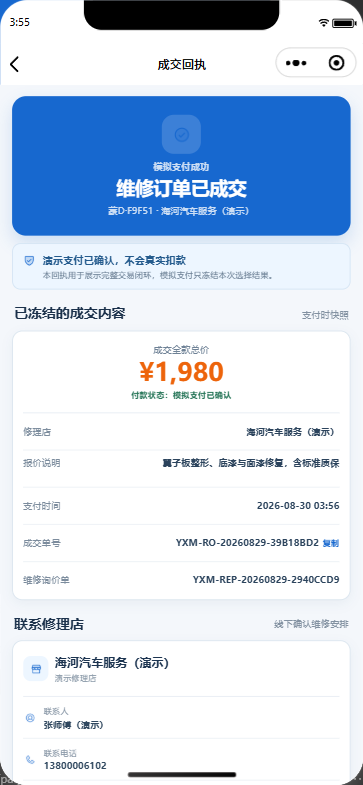 3:55
成交回执
模拟支付成功
维修订单已成交
蒙D·F9F51 · 海河汽车服务（演示）
演示支付已确认，不会真实扣款
本回执用于展示完整交易闭环，模拟支付只冻结本次选择结果。
已冻结的成交内容
支付时快照
成交全款总价
¥1,980
付款状态：模拟支付已确认
修理店
海河汽车服务（演示）
报价说明
翼子板整形、底漆与面漆修复，含标准质保
支付时间
2026-08-30 03:56
成交单号
YXM-RO-20260829-39B18BD2 复制
维修询价单
YXM-REP-20260829-2940CCD9
联系修理店
线下确认维修安排
海河汽车服务（演示）
演示修理店
联系人
张师傅（演示）
联系电话
13800006102